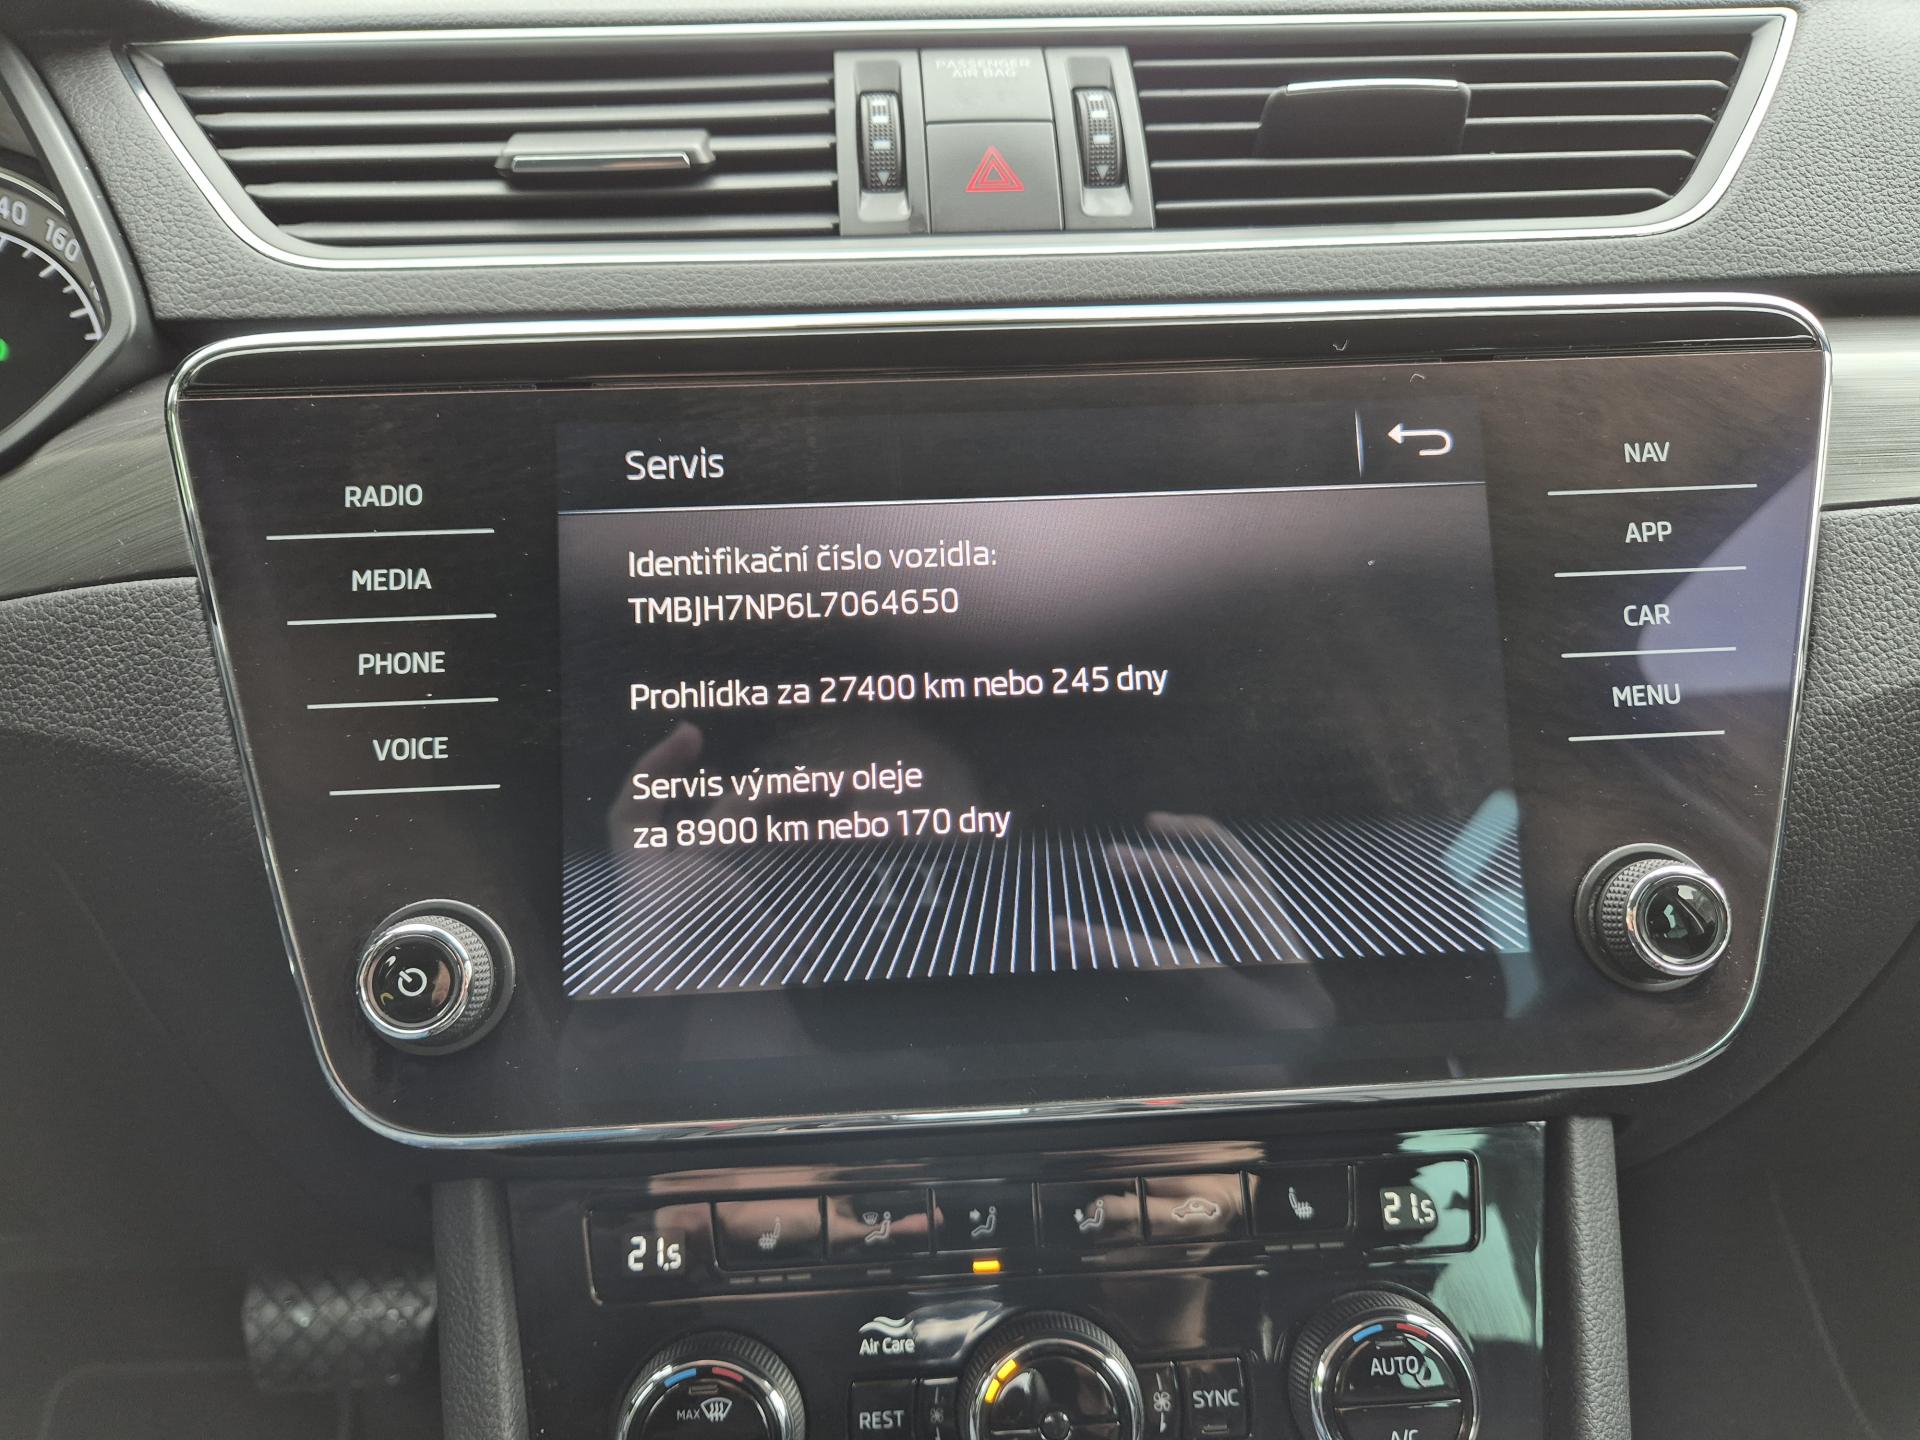 PASSENGER
AIR BAG
40
160
Servis
RADIO
MEDIA
PHONE
VOICE
Identifikační číslo vozidla:
TMBJH7NP6L7064650
Prohlídka za 27400 km nebo 245 dny
Servis výměny oleje
za 8900 km nebo 170 dny
NAV
APP
CAR
MENU
21.5
21.5
Air Care
MAX
REST
SYNC
AUTO
A/C